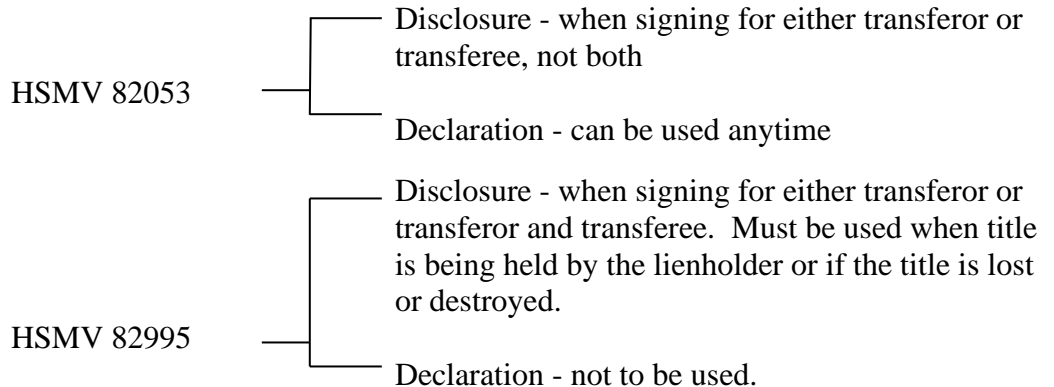 Disclosure - when signing for either transferor or
transferee, not both
HSMV 82053
Declaration - can be used anytime
Disclosure - when signing for either transferor or
transferor and transferee.  Must be used when title
is being held by the lienholder or if the title is lost
or destroyed.
HSMV 82995
Declaration - not to be used.